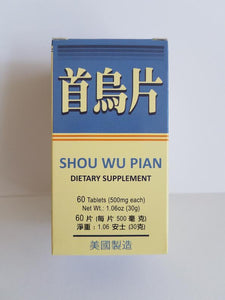 首烏片
SHOU WU PIAN
DIETARY SUPPLEMENT
60 Tablets (500mg each)
Net Wt.: 1.06oz (30g)
60 片 (每 片 500 毫 克)
淨重：1.06 安士 (30克)
美國製造